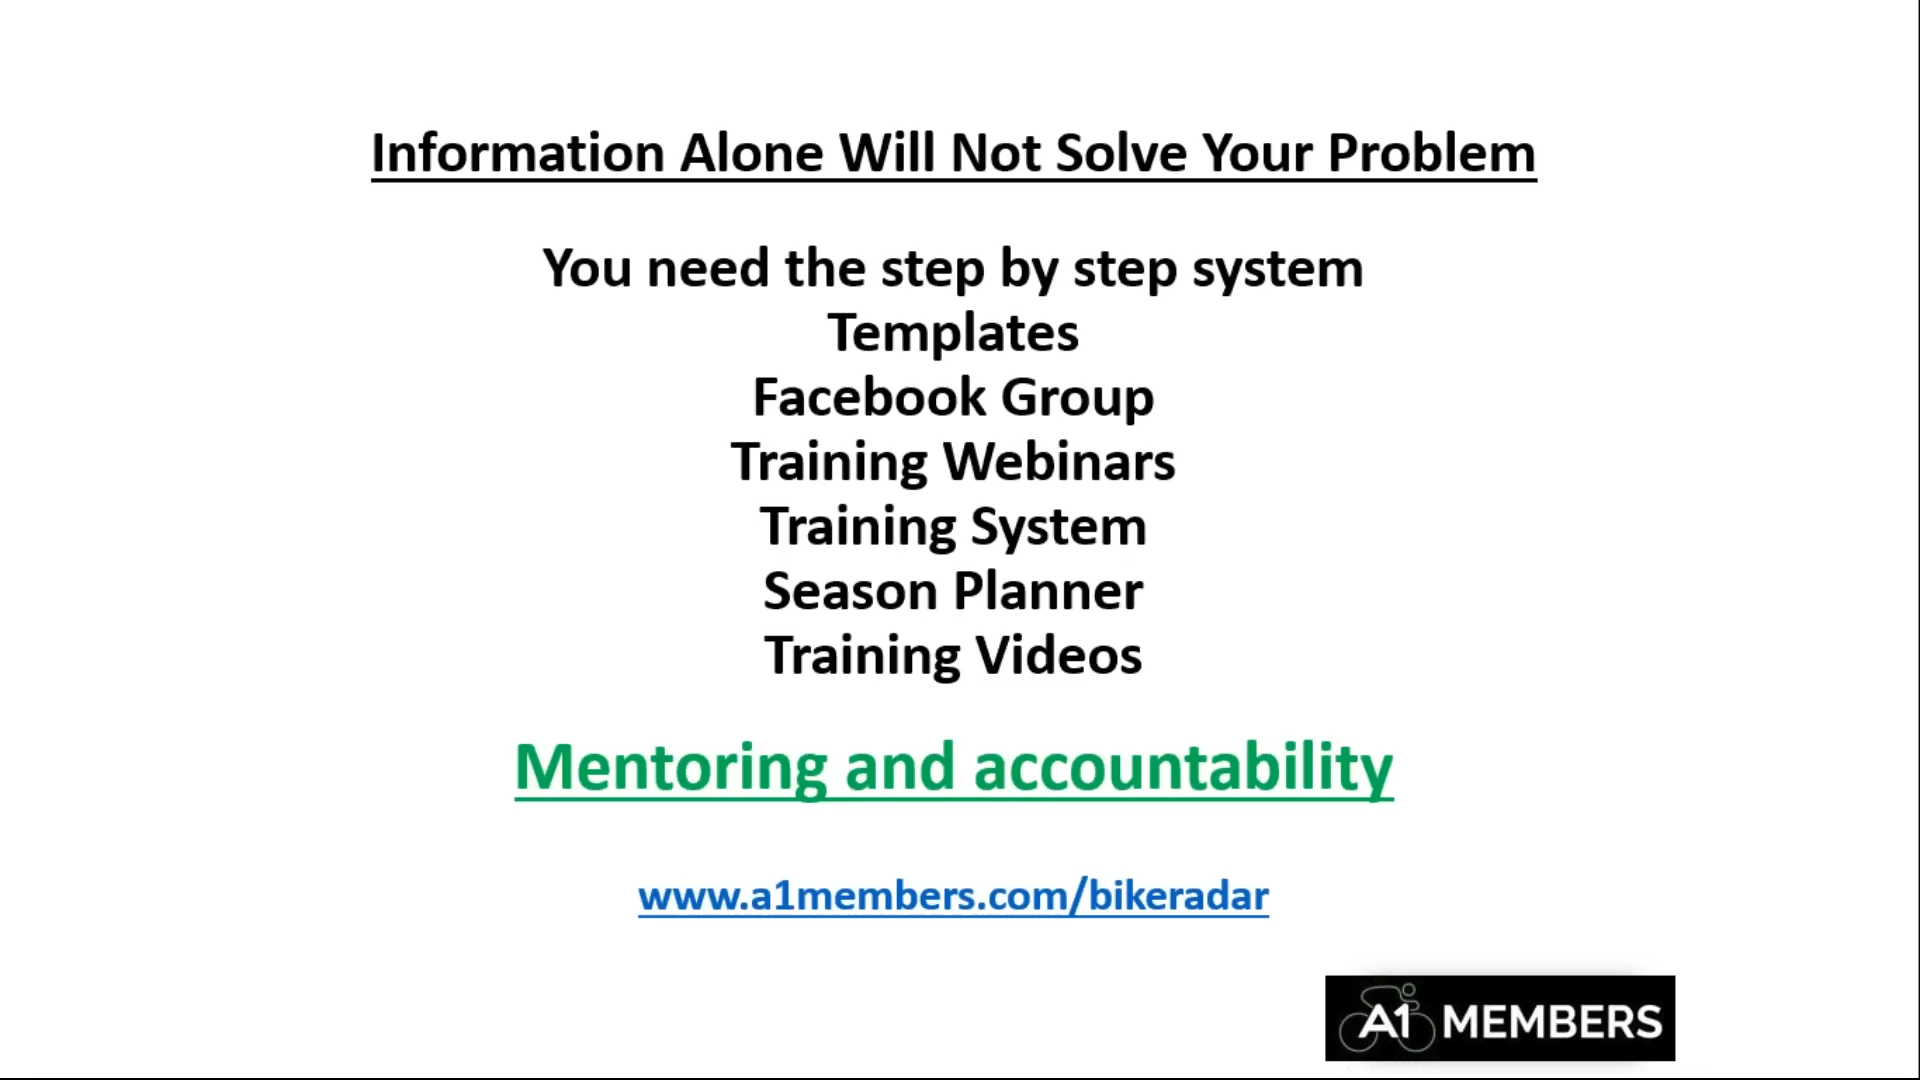 Information Alone Will Not Solve Your Problem
You need the step by step system
Templates
Facebook Group
Training Webinars
Training System
Season Planner
Training Videos
Mentoring and accountability
www.a1members.com/bikeradar
A1 MEMBERS